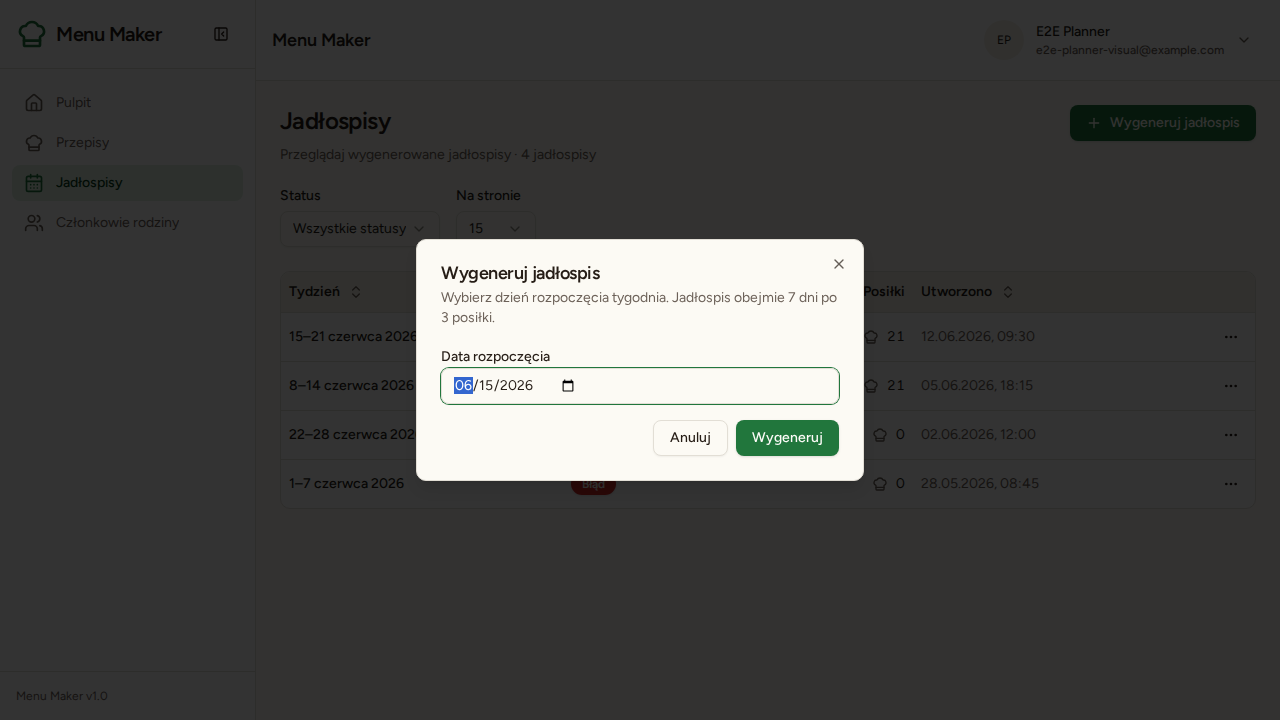 Menu Maker
Menu Maker
EP
E2E Planner
e2e-planner-visual@example.com
Pulpit
Przepisy
Jadłospisy
Członkowie rodziny
Jadłospisy
Przeglądaj wygenerowane jadłospisy · 4 jadłospisy
Wygeneruj jadłospis
Status
Na stronie
Wszystkie statusy
15
Tydzień
Posiłki
Utworzono
15–21 czerwca 2026
21
12.06.2026, 09:30
8–14 czerwca 2026
21
05.06.2026, 18:15
22–28 czerwca 202
0
02.06.2026, 12:00
1–7 czerwca 2026
Błąd
0
28.05.2026, 08:45
Wygeneruj jadłospis
Wybierz dzień rozpoczęcia tygodnia. Jadłospis obejmie 7 dni po
3 posiłki.
Data rozpoczęcia
06/15/2026
Anuluj
Wygeneruj
Menu Maker v1.0